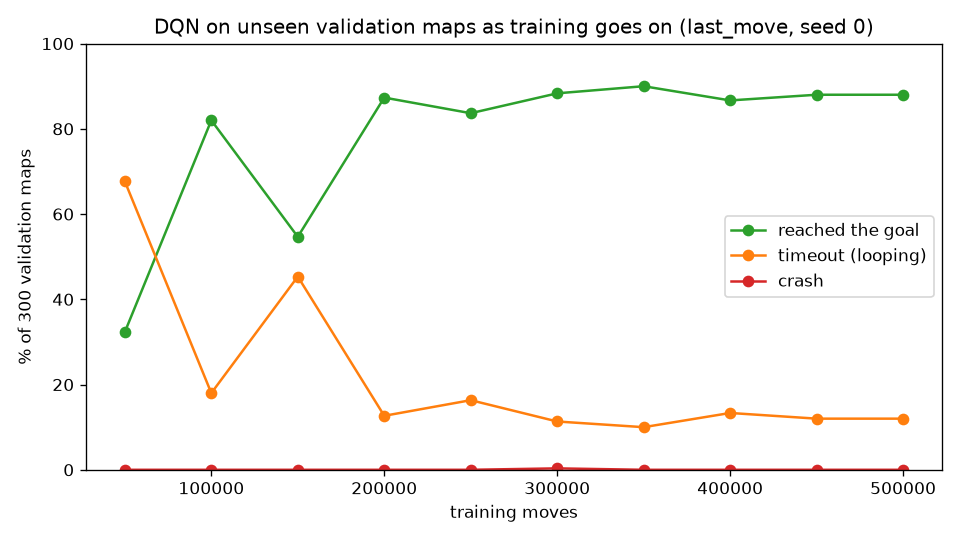 DQN on unseen validation maps as training goes on (last_move, seed 0)
100
80
60
40
20
0
% of 300 validation maps
reached the goal
timeout (looping)
crash
100000 200000 300000 400000 500000
training moves